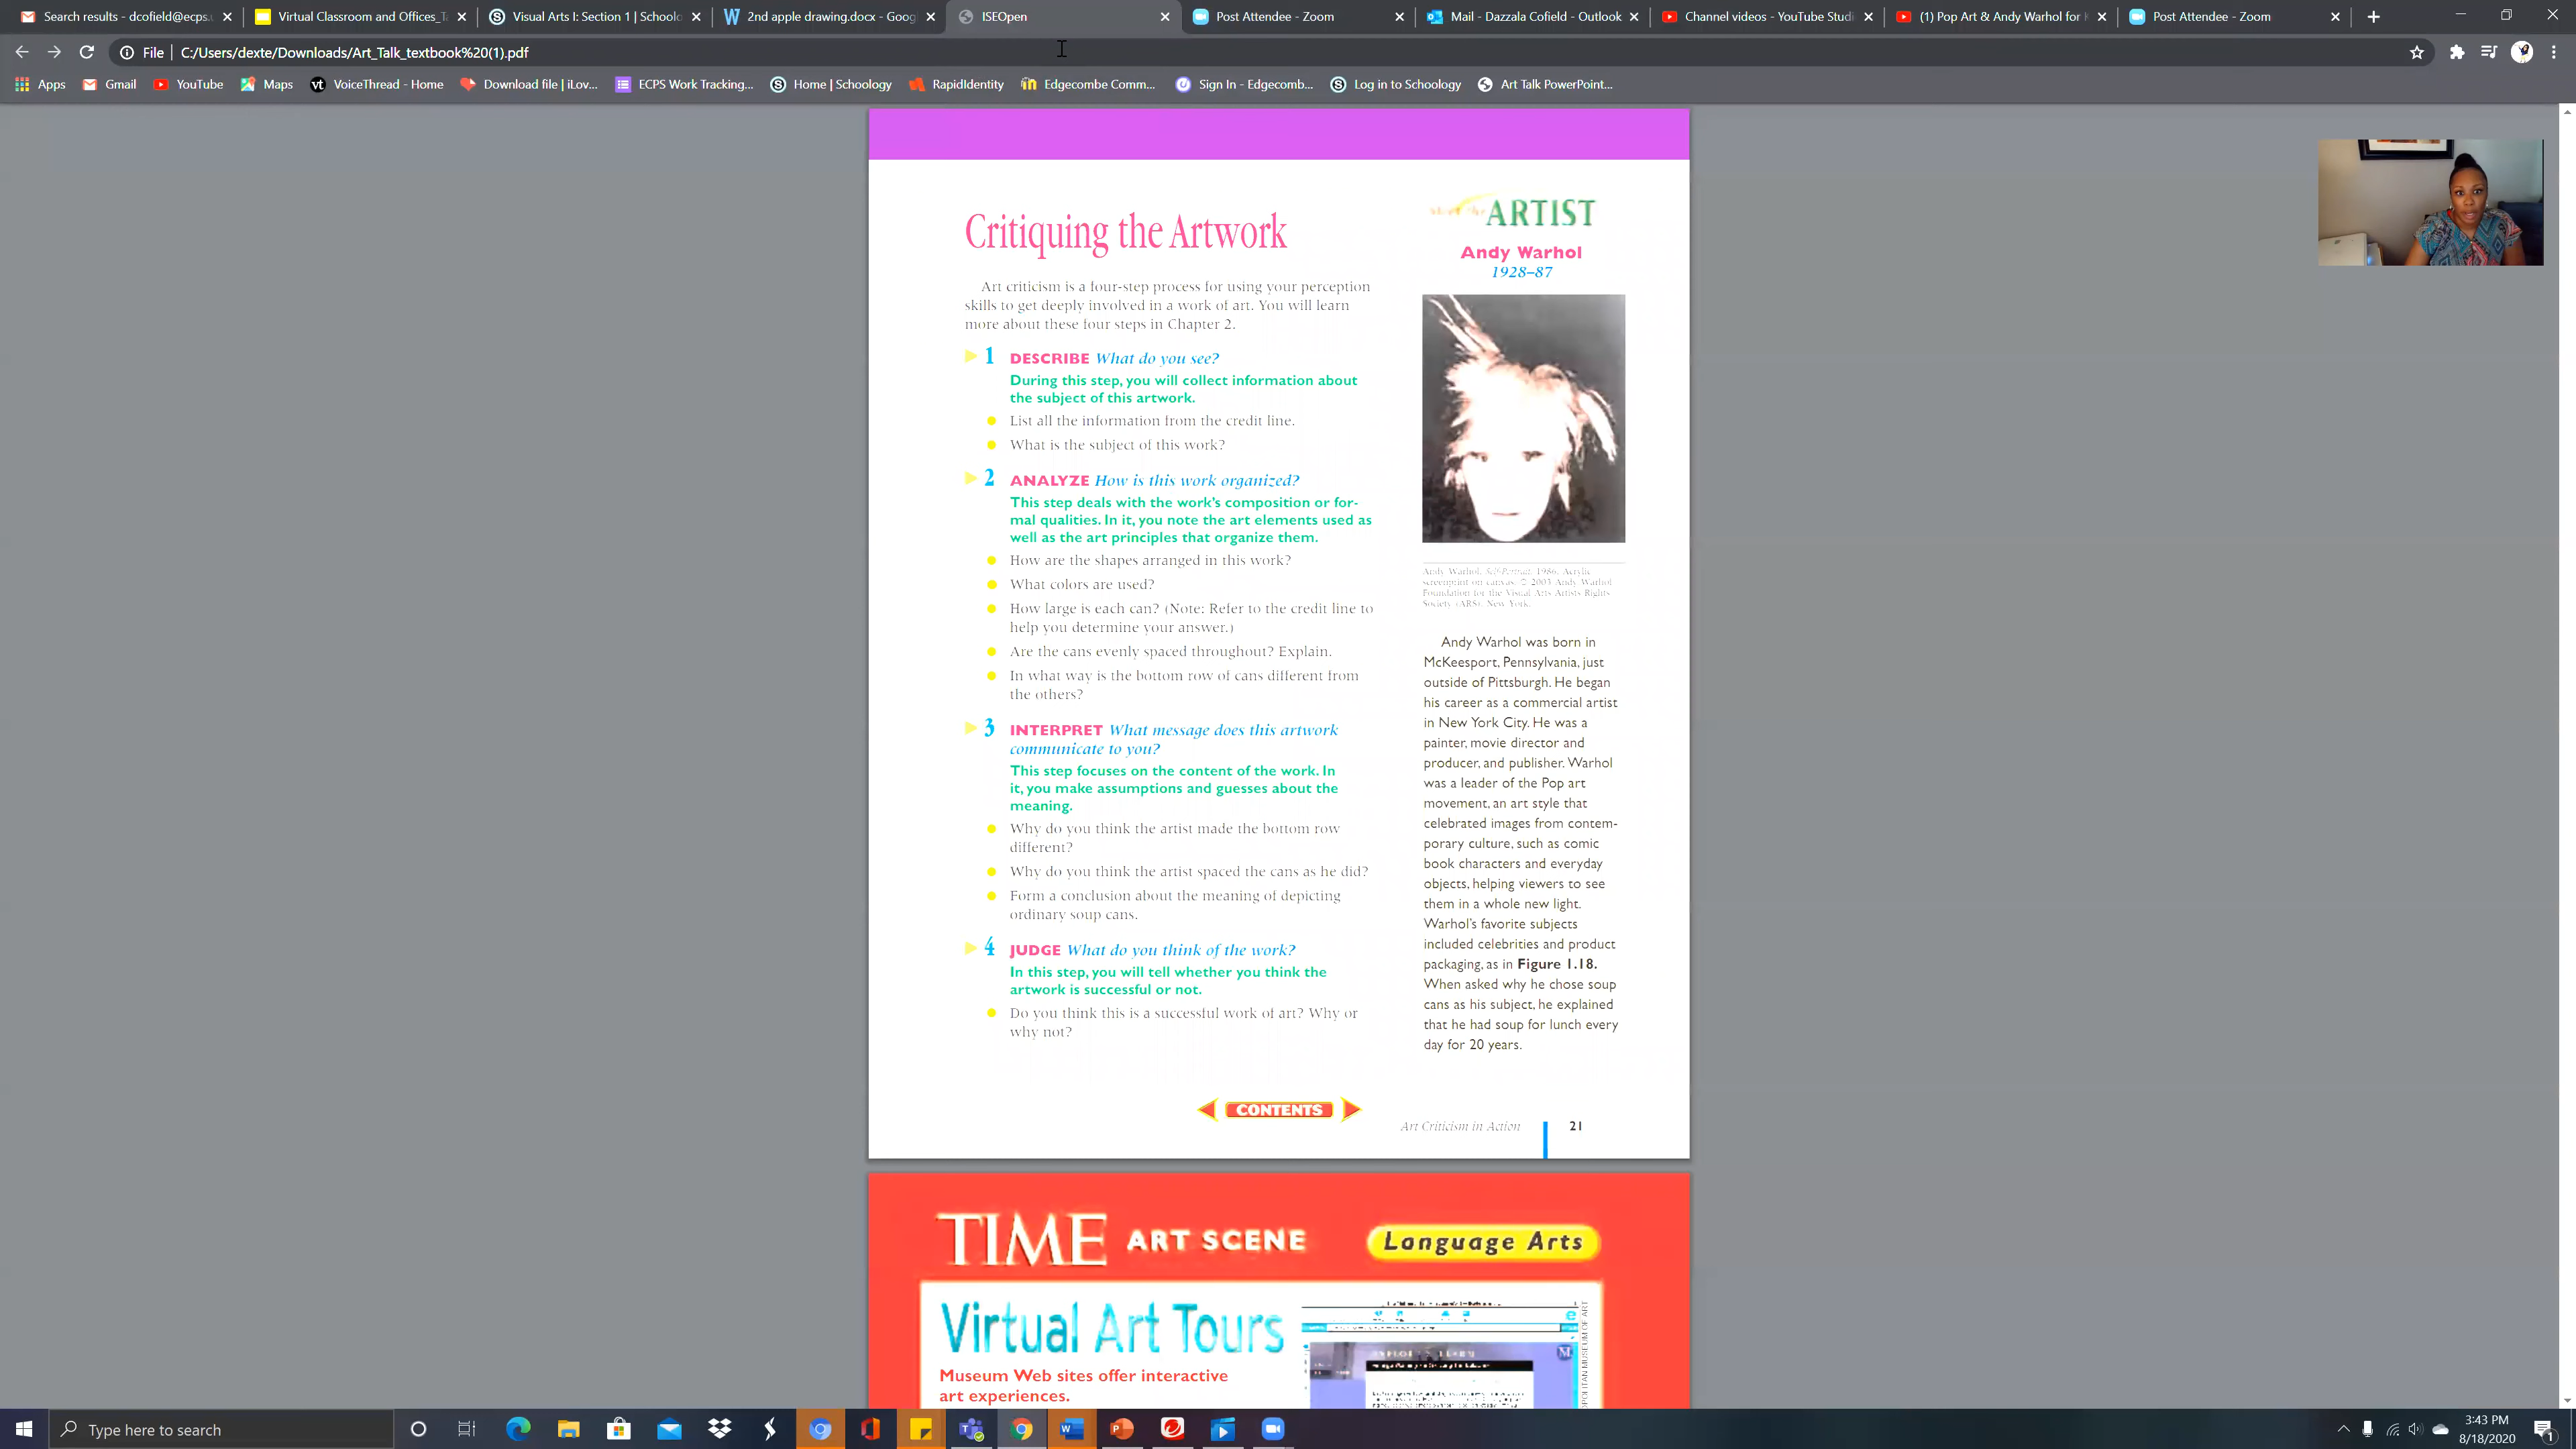 Search results - dcofield@ecps.
Virtual Classroom and Offices_T
Visual Arts I: Section 1 | Schoolo
2nd apple drawing.docx - Goog
ISEOpen
Post Attendee - Zoom
Mail - Dazzala Cofield - Outlook
Channel videos - YouTube Studi
(1) Pop Art & Andy Warhol for
Post Attendee - Zoom
File
C:/Users/dexte/Downloads/Art_Talk_textbook%20(1).pdf
Apps
Gmail
YouTube
Maps
VoiceThread - Home
Download file | iLov...
ECPS Work Tracking...
Home | Schoology
RapidIdentity
Edgecombe Comm...
Sign In - Edgecomb...
Log in to Schoology
Art Talk PowerPoint...
Critiquing the Artwork
Art criticism is a four-step process for using your perception
skills to get deeply involved in a work of art. You will learn
more about these four steps in Chapter 2.
1 DESCRIBE What do you see?
During this step, you will collect information about
the subject of this artwork.
List all the information from the credit line.
What is the subject of this work?
2 ANALYZE How is this work organized?
This step deals with the work's composition or for-
mal qualities. In it, you note the art elements used as
well as the art principles that organize them.
How are the shapes arranged in this work?
What colors are used?
How large is each can? (Note: Refer to the credit line to
help you determine your answer.)
Are the cans evenly spaced throughout? Explain.
In what way is the bottom row of cans different from
the others?
3 INTERPRET What message does this artwork
communicate to you?
This step focuses on the content of the work. In
it, you make assumptions and guesses about the
meaning.
Why do you think the artist made the bottom row
different?
Why do you think the artist spaced the cans as he did?
Form a conclusion about the meaning of depicting
ordinary soup cans.
4 JUDGE What do you think of the work?
In this step, you will tell whether you think the
artwork is successful or not.
Do you think this is a successful work of art? Why or
why not?
ARTIST
Andy Warhol
1928–87
Andy Warhol. Self-Portrait. 1986. Acrylic
screenprint on canvas. © 2003 Andy Warhol
Foundation for the Visual Arts/Artists Rights
Society (ARS), New York.
Andy Warhol was born in
McKeesport, Pennsylvania, just
outside of Pittsburgh. He began
his career as a commercial artist
in New York City. He was a
painter, movie director and
producer, and publisher. Warhol
was a leader of the Pop art
movement, an art style that
celebrated images from contem-
porary culture, such as comic
book characters and everyday
objects, helping viewers to see
them in a whole new light.
Warhol's favorite subjects
included celebrities and product
packaging, as in Figure 1.18.
When asked why he chose soup
cans as his subject, he explained
that he had soup for lunch every
day for 20 years.
CONTENTS
Art Criticism in Action
21
TIME ART SCENE
Language Arts
Virtual Art Tours
Museum Web sites offer interactive
art experiences.
Type here to search
3:43 PM
8/18/2020